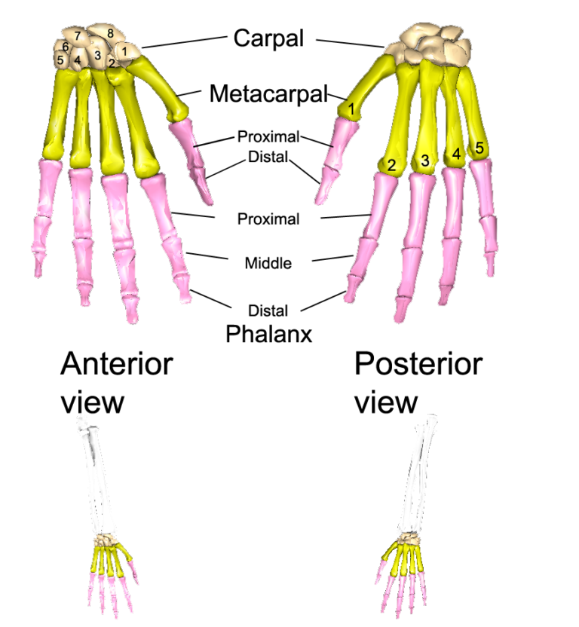 7
8
6
3
1
5
4
2
Carpal
Metacarpal
1
Proximal
Distal
2
3
4
5
Proximal
Middle
Distal
Phalanx
Anterior
view
Posterior
view